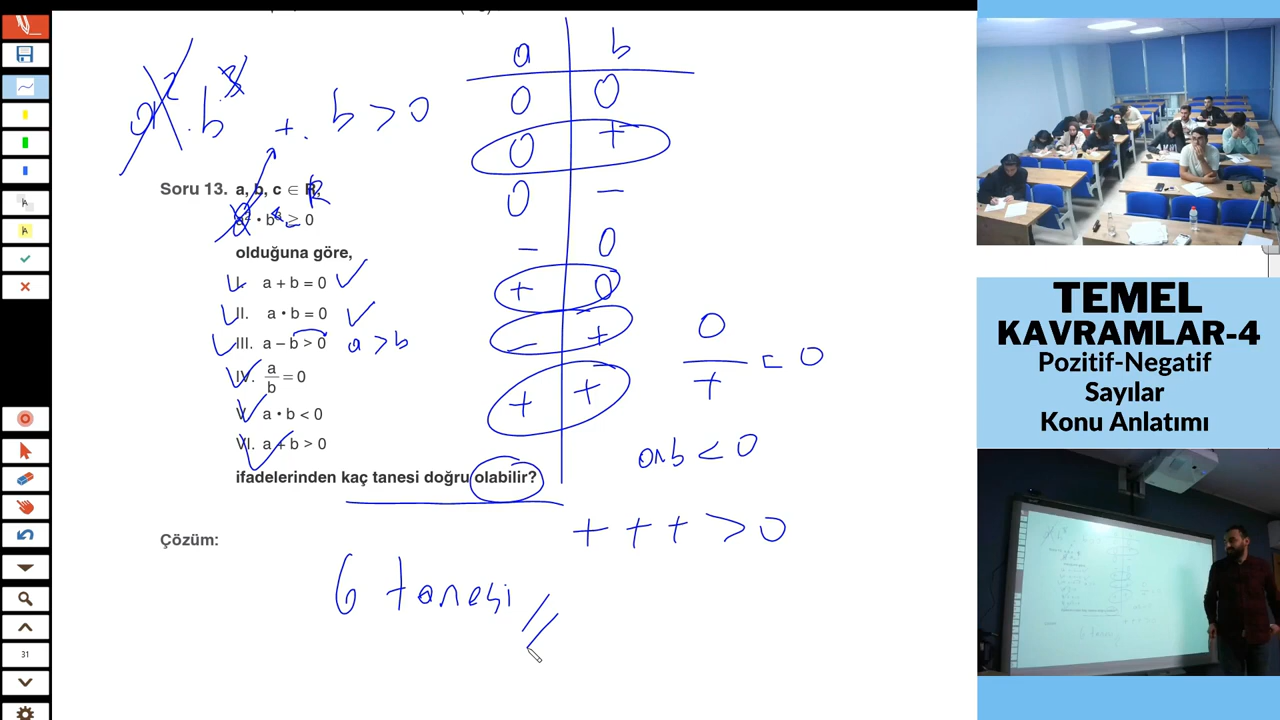 a b
a² . b³ + . b > 0
0 0
0 +
0 −
− 0
+ 0
− +
+ +
Soru 13. a, b, c ∈ R,
≥ 0
olduğuna göre,
I. a + b = 0
II. a • b = 0
III. a − b > 0 a > b
IV. a/b = 0
V. a • b < 0
VI. a + b > 0
ifadelerinden kaç tanesi doğru olabilir?
0/+ = 0
a.b < 0
+ + + > 0
Çözüm:
6 tanesi
31
TEMEL
KAVRAMLAR-4
Pozitif-Negatif
Sayılar
Konu Anlatımı